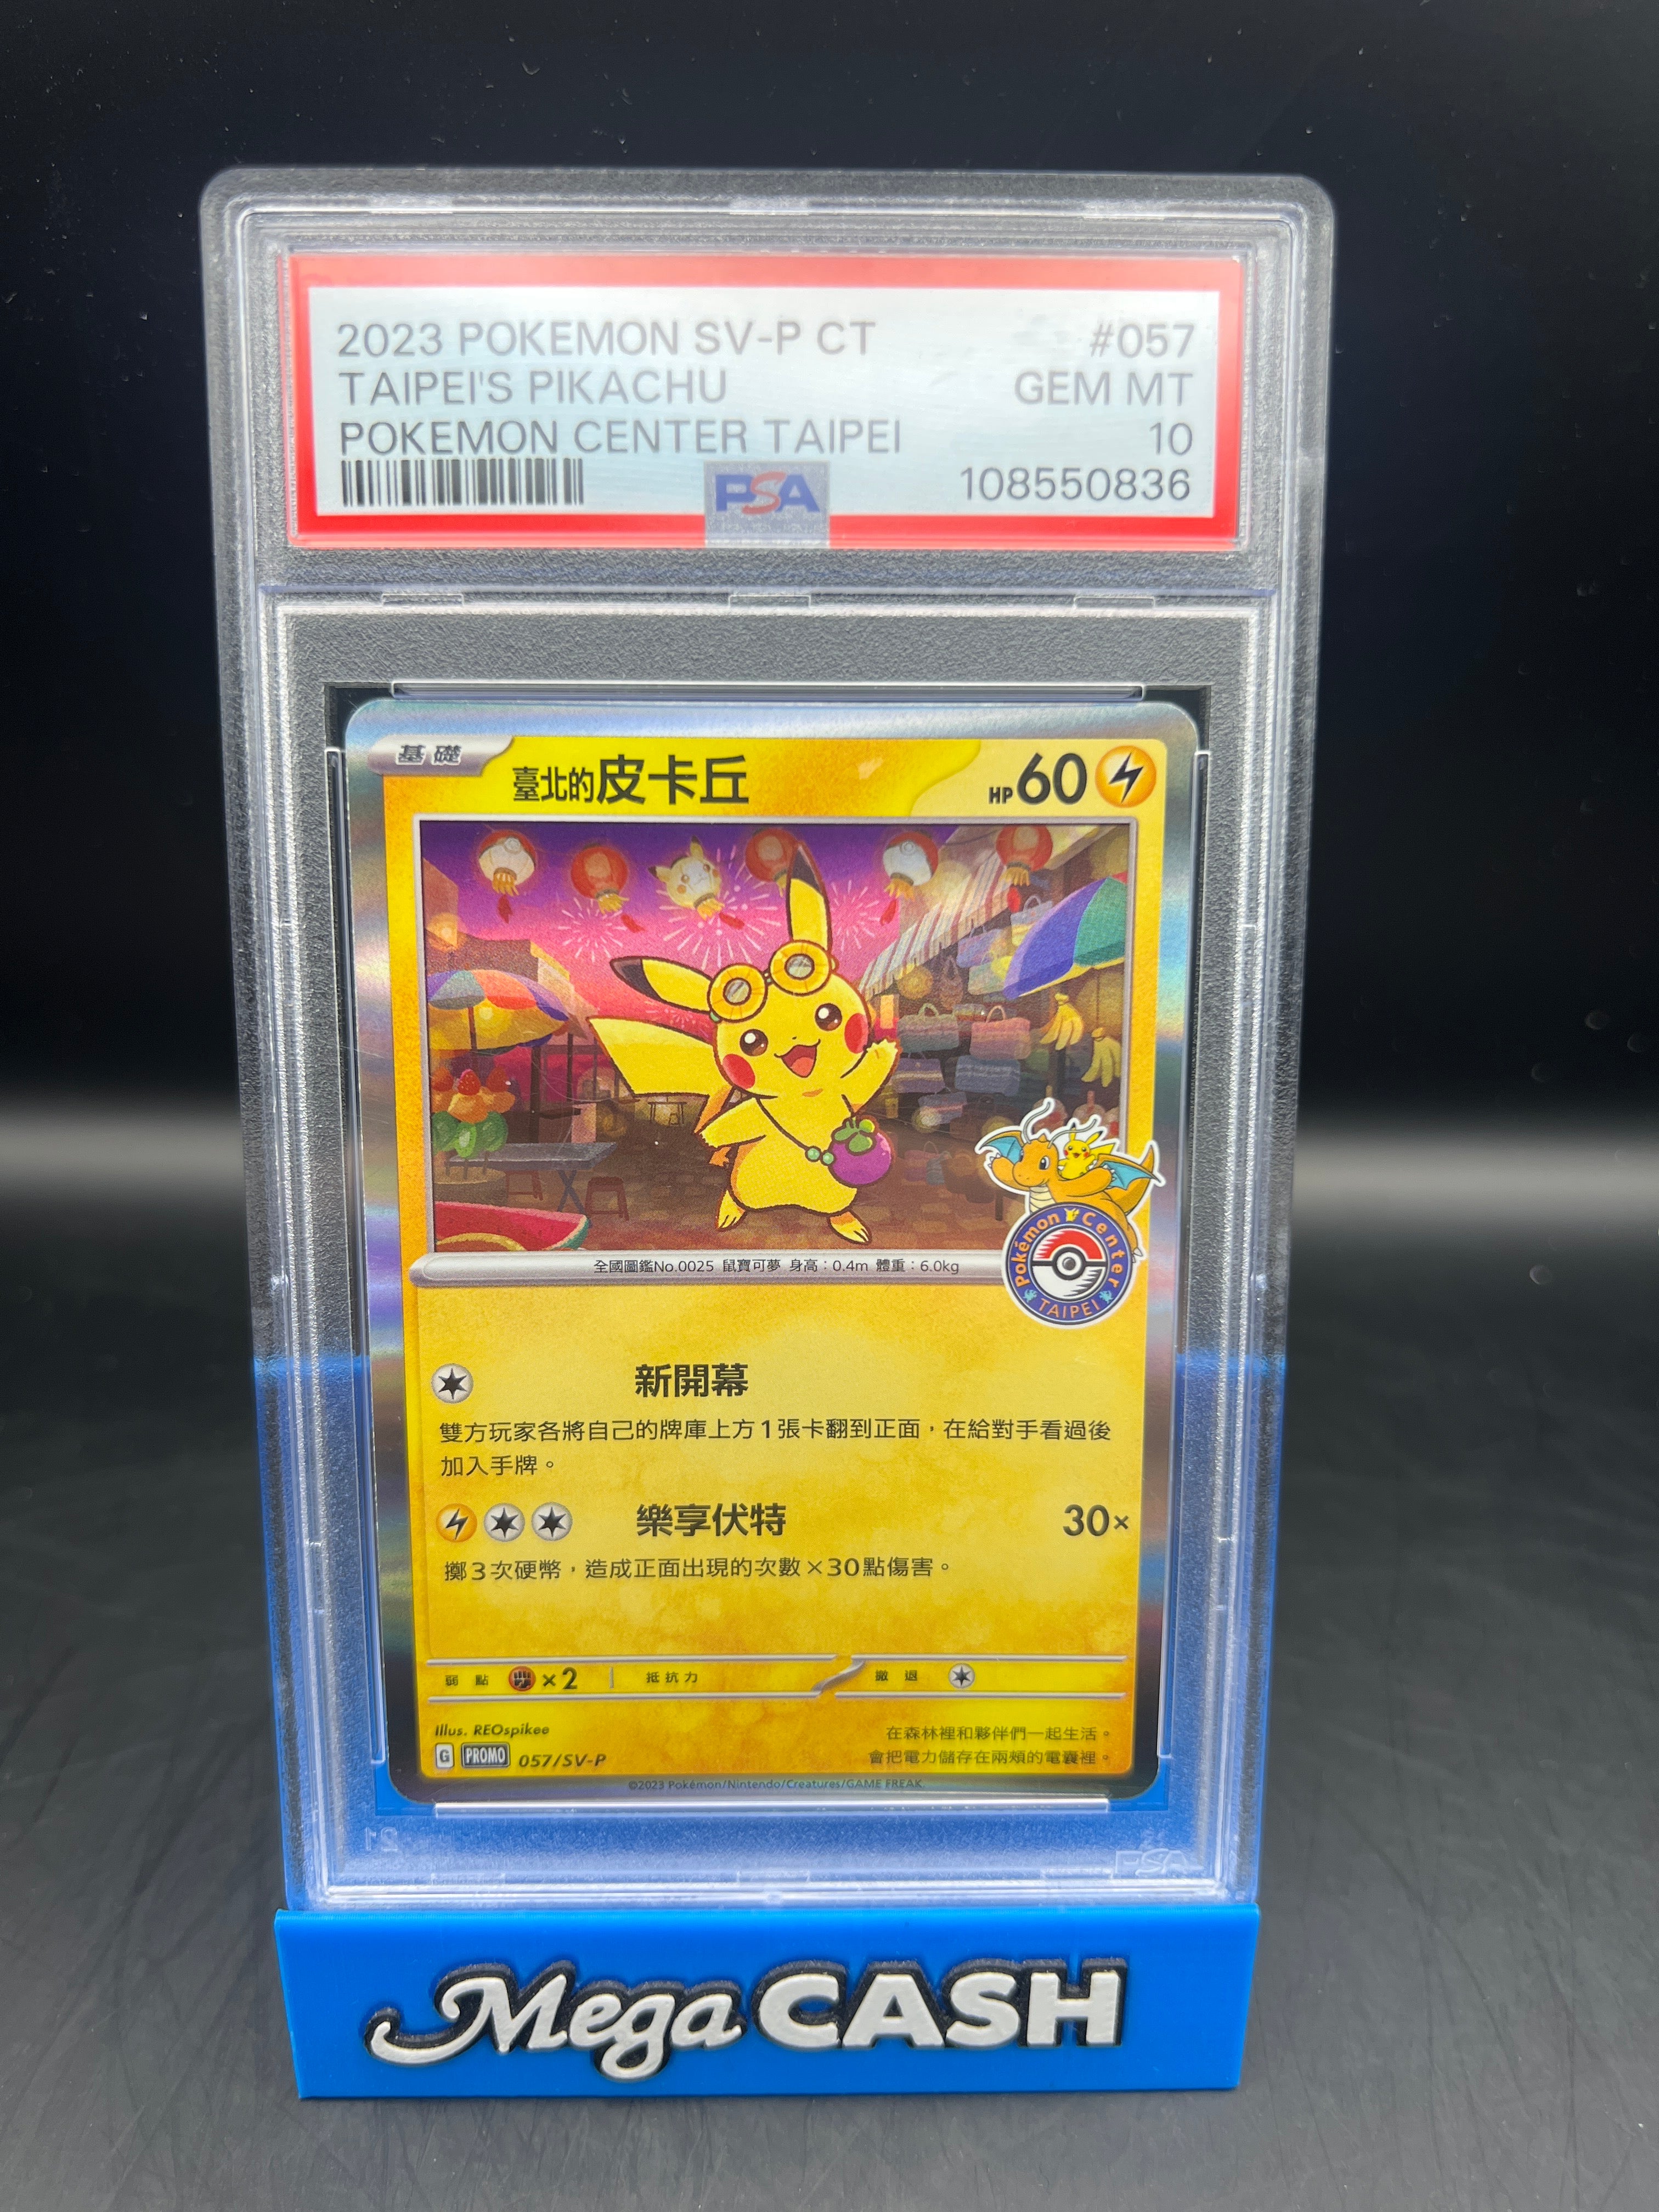 2023 POKEMON SV-P CT #057
TAIPEI'S PIKACHU GEM MT
POKEMON CENTER TAIPEI 10
PSA 108550836
基礎 臺北的皮卡丘 HP 60
全國圖鑑No.0025 鼠寶可夢 身高：0.4m 體重：6.0kg
Pokémon Center
TAIPEI
新開幕
雙方玩家各將自己的牌庫上方1張卡翻到正面，在給對手看過後
加入手牌。
樂享伏特 30×
擲3次硬幣，造成正面出現的次數×30點傷害。
弱點 ×2 抵抗力 撤退
Illus. REOspikee
G PROMO 057/SV-P
在森林裡和夥伴們一起生活。
會把電力儲存在兩頰的電囊裡。
©2023 Pokémon/Nintendo/Creatures/GAME FREAK
PSA
Mega CASH